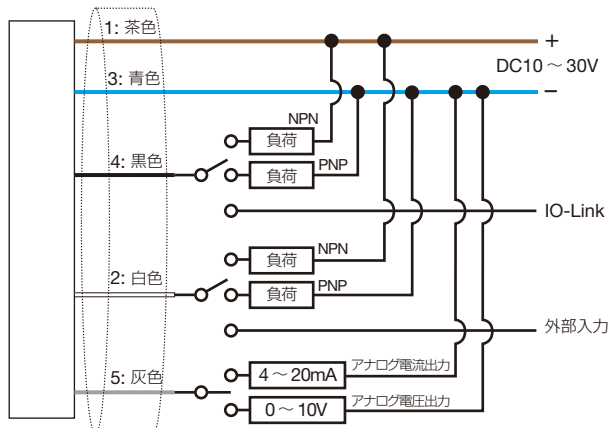 1: 茶色
+
DC10 ~ 30V
3: 青色
−
NPN
負荷
4: 黒色
PNP
負荷
IO-Link
NPN
負荷
2: 白色
PNP
負荷
外部入力
アナログ電流出力
5: 灰色
4 ~ 20mA
アナログ電圧出力
0 ~ 10V